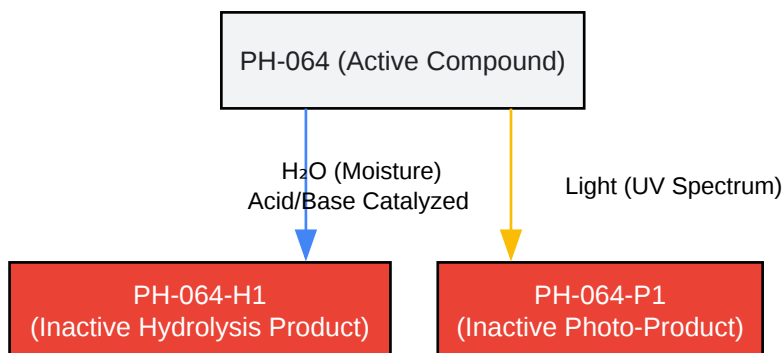 PH-064 (Active Compound)
H₂O (Moisture)
Acid/Base Catalyzed
Light (UV Spectrum)
PH-064-H1
(Inactive Hydrolysis Product)
PH-064-P1
(Inactive Photo-Product)